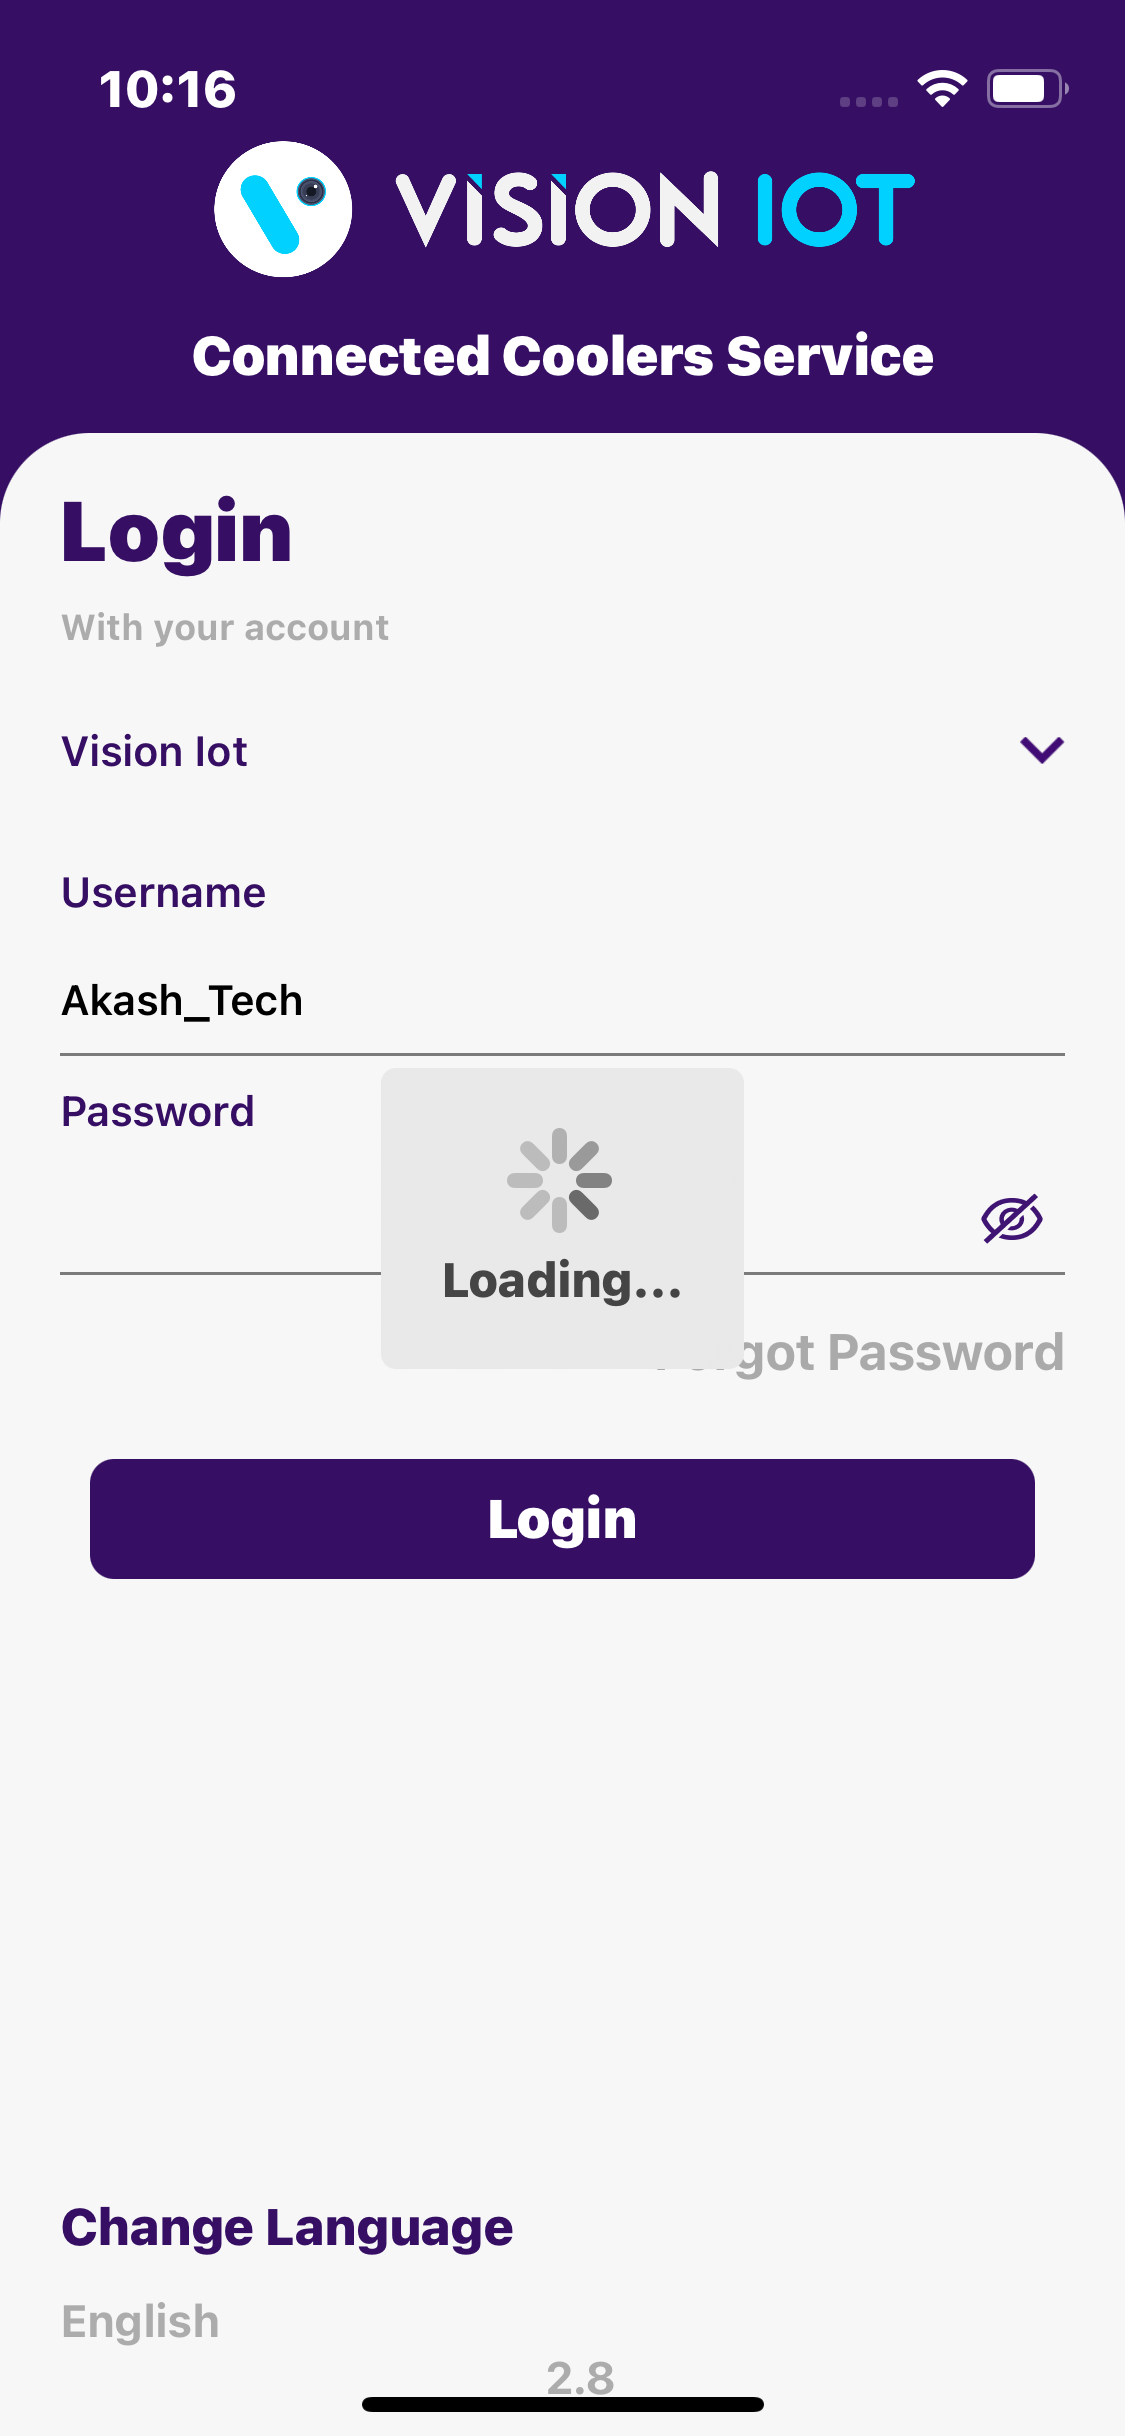 10:16
VISION IOT
Connected Coolers Service
Login
With your account
Vision Iot
Username
Akash_Tech
Password
Loading...
Password
Login
Change Language
English
2.8